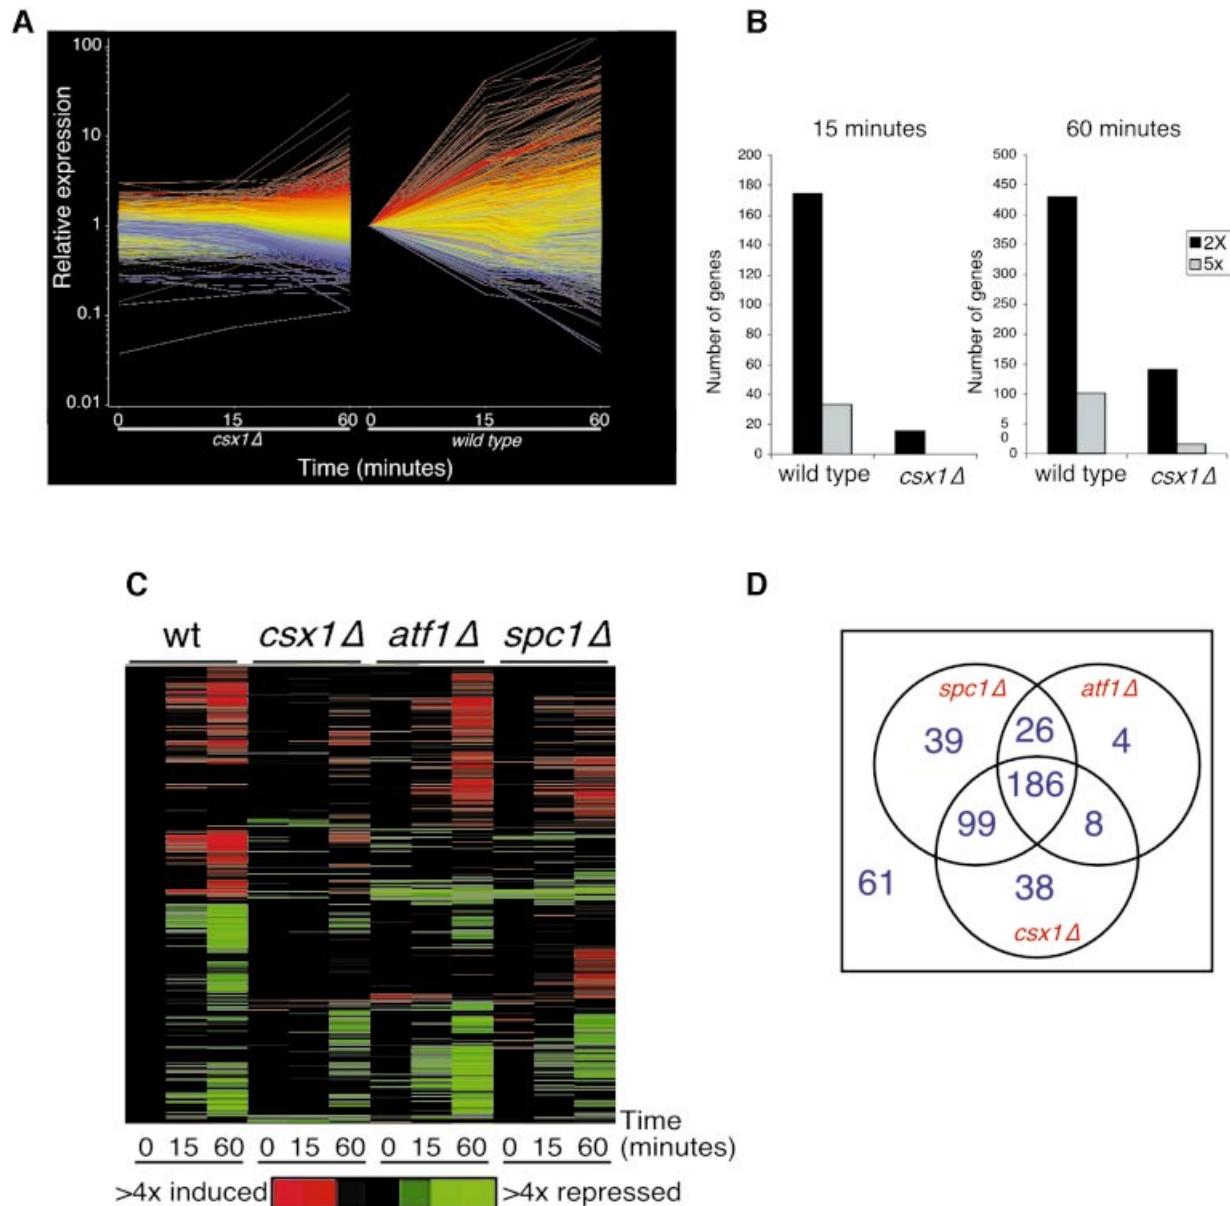 A
100
10
1
0.1
0.01
Relative expression
0 15 60 0 15 60
csx1Δ wild type
Time (minutes)
B
15 minutes
200
180
160
140
120
100
80
60
40
20
0
Number of genes
wild type csx1Δ
60 minutes
500
450
400
350
300
250
200
150
100
5
0
0
Number of genes
wild type csx1Δ
2X
5x
C
wt csx1Δ atf1Δ spc1Δ
Time
(minutes)
0 15 60 0 15 60 0 15 60 0 15 60
>4x induced >4x repressed
D
spc1Δ atf1Δ
39 26 4
186
99 8
61 38
csx1Δ